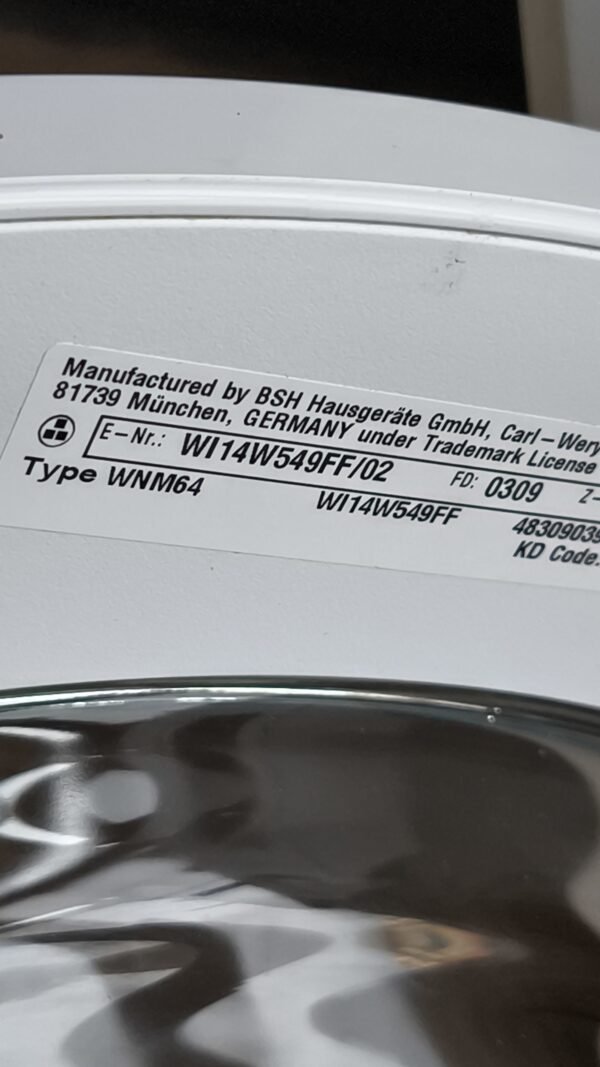 Manufactured by BSH Hausgeräte GmbH, Carl-Wery
81739 München, GERMANY under Trademark License
E-Nr.: WI14W549FF/02 FD: 0309 Z-
Type WNM64 WI14W549FF 48309039
KD Code.